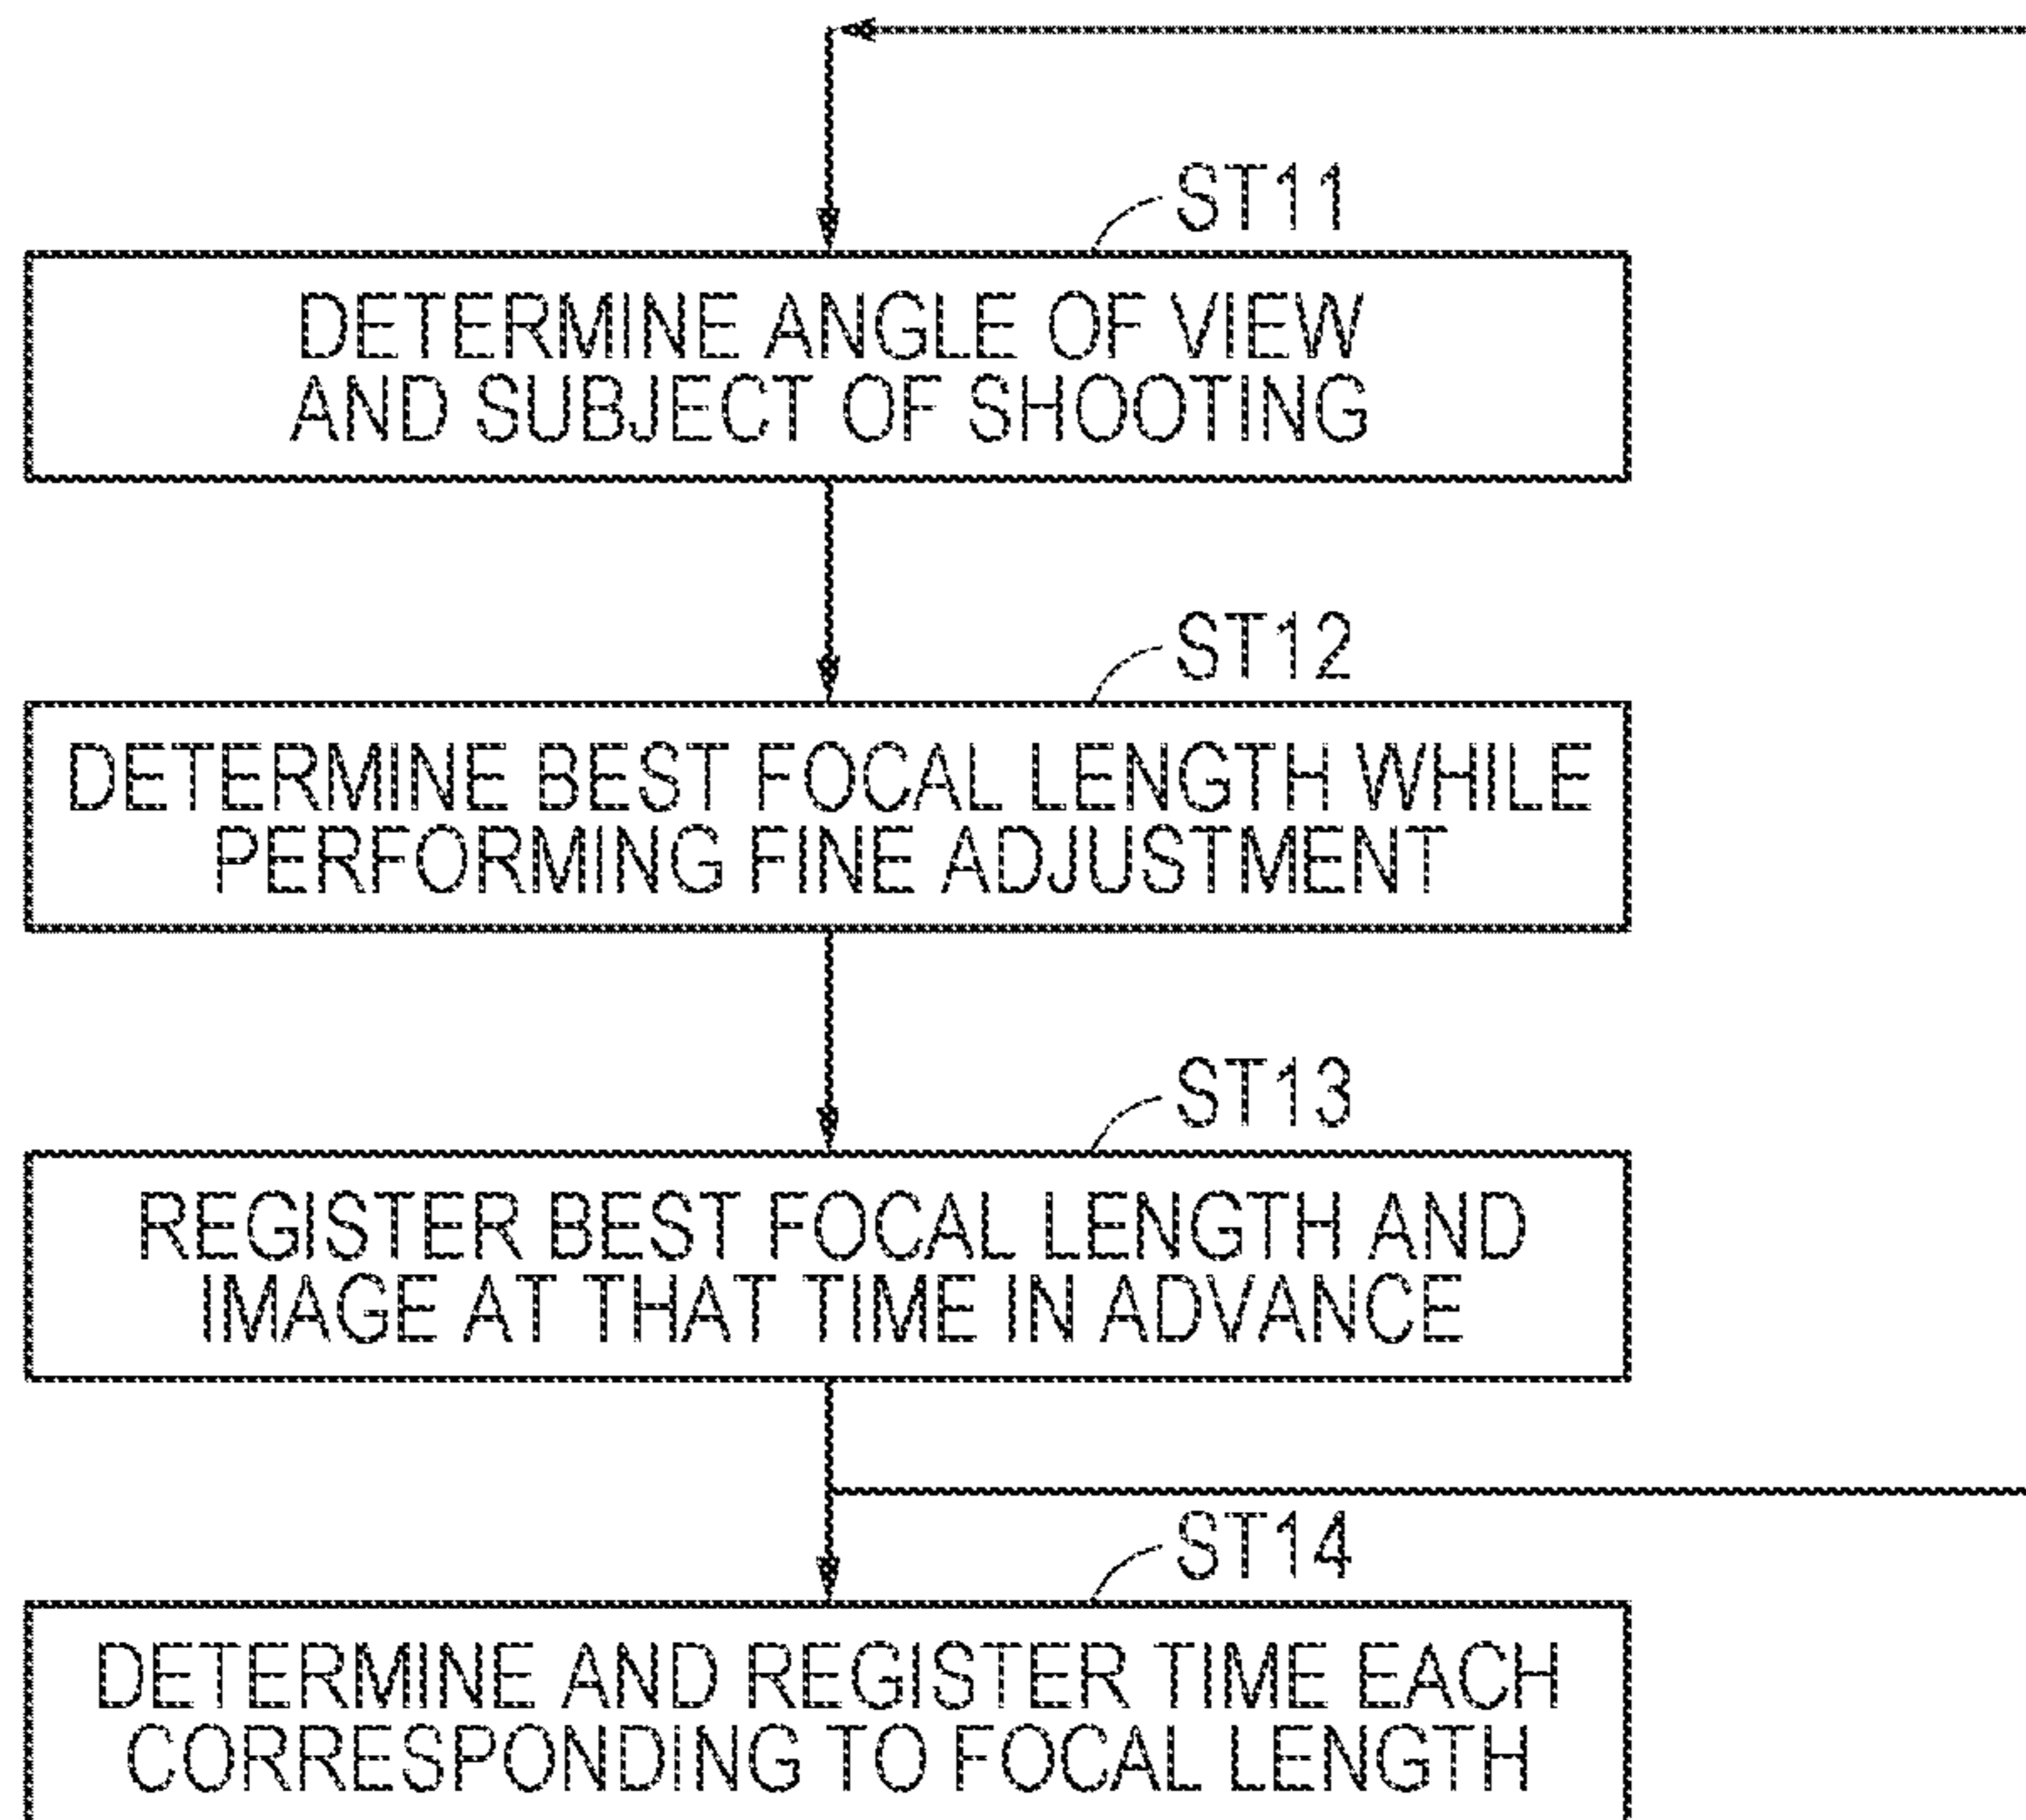 ST11
DETERMINE ANGLE OF VIEW
AND SUBJECT OF SHOOTING
ST12
DETERMINE BEST FOCAL LENGTH WHILE
PERFORMING FINE ADJUSTMENT
ST13
REGISTER BEST FOCAL LENGTH AND
IMAGE AT THAT TIME IN ADVANCE
ST14
DETERMINE AND REGISTER TIME EACH
CORRESPONDING TO FOCAL LENGTH